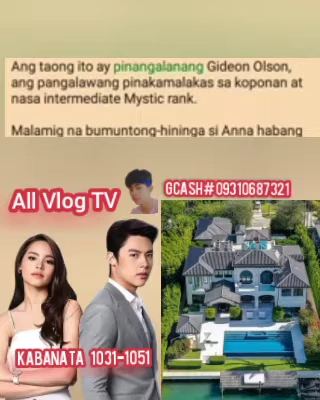 Ang taong ito ay pinangalanang Gideon Olson,
ang pangalawang pinakamalakas sa koponan at
nasa intermediate Mystic rank.
Malamig na bumuntong-hininga si Anna habang
GCASH# 09310687321
All Vlog TV
KABANATA 1031-1051